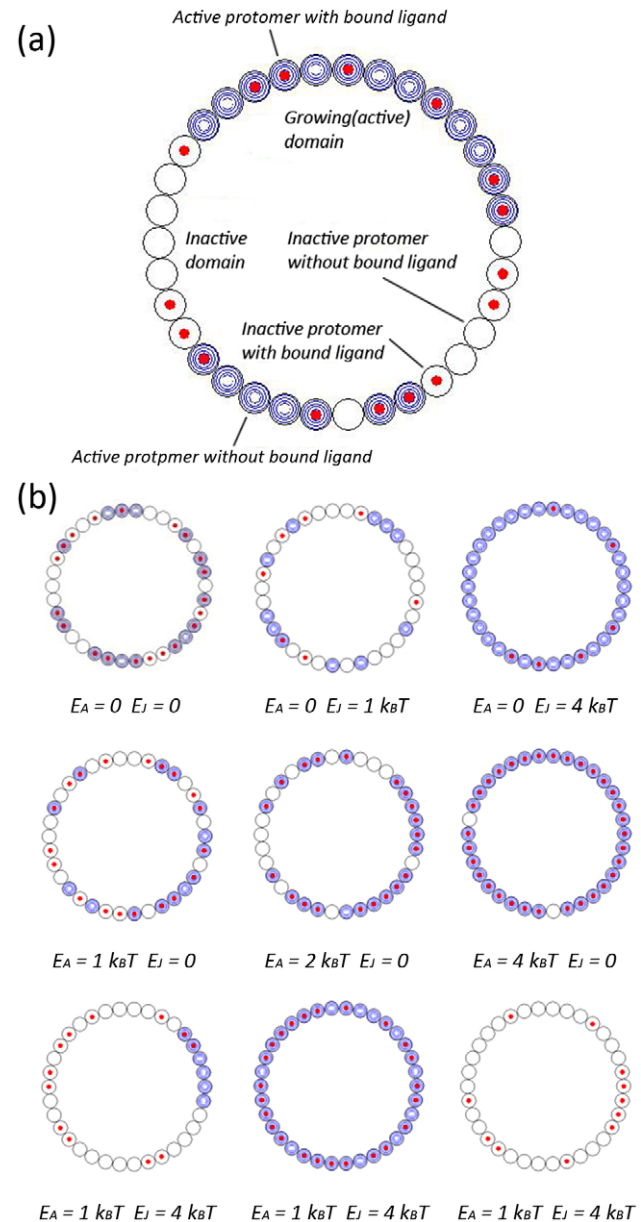 Active protomer with bound ligand
(a)
Growing(active)
domain
Inactive
domain
Inactive protomer
without bound ligand
Inactive protomer
with bound ligand
Active protpmer without bound ligand
(b)
EA = 0 EJ = 0
EA = 0 EJ = 1 kBT
EA = 0 EJ = 4 kBT
EA = 1 kBT EJ = 0
EA = 2 kBT EJ = 0
EA = 4 kBT EJ = 0
EA = 1 kBT EJ = 4 kBT
EA = 1 kBT EJ = 4 kBT
EA = 1 kBT EJ = 4 kBT